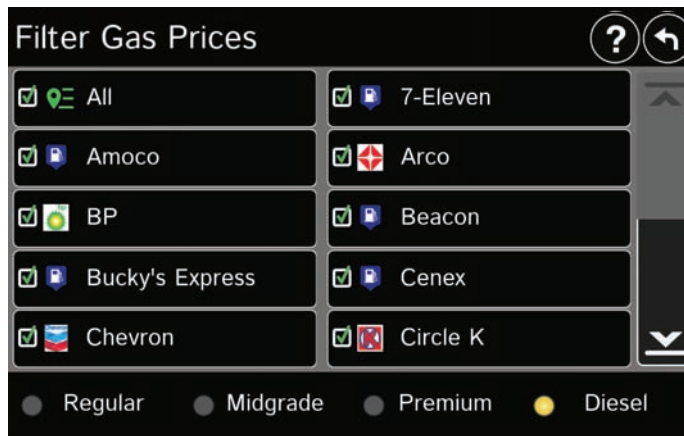 Filter Gas Prices ?
All 7-Eleven
Amoco Arco
BP Beacon
Bucky's Express Cenex
Chevron Circle K
Regular Midgrade Premium Diesel